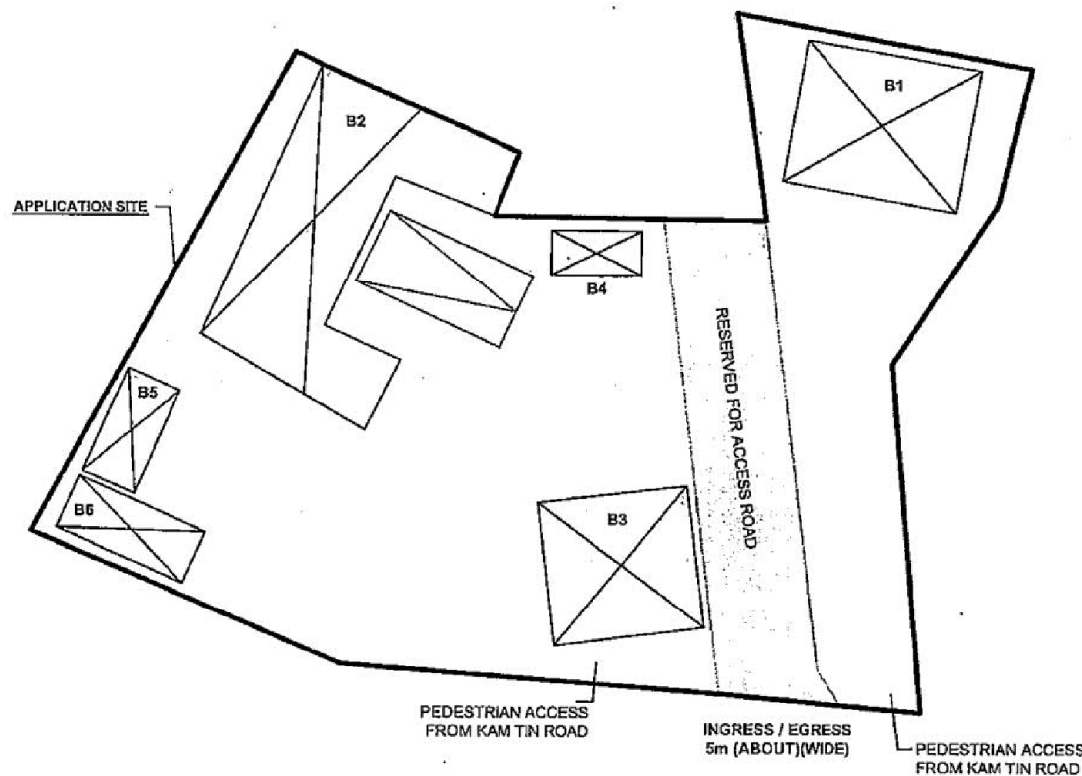 B1
B2
APPLICATION SITE
B4
RESERVED FOR ACCESS ROAD
B5
B6
B3
PEDESTRIAN ACCESS
FROM KAM TIN ROAD
INGRESS / EGRESS
5m (ABOUT)(WIDE)
PEDESTRIAN ACCESS
FROM KAM TIN ROAD